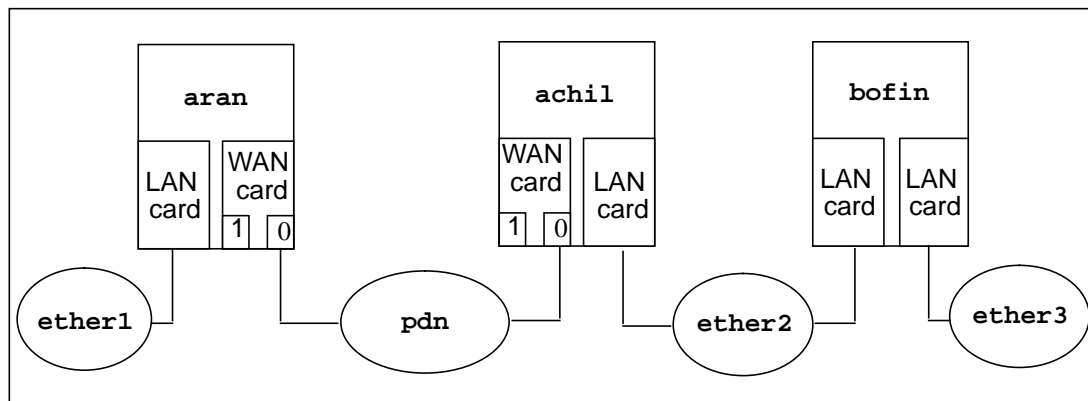 aran
LAN
card
WAN
card
1
0
achil
WAN
card
1
0
LAN
card
bofin
LAN
card
LAN
card
ether1
pdn
ether2
ether3